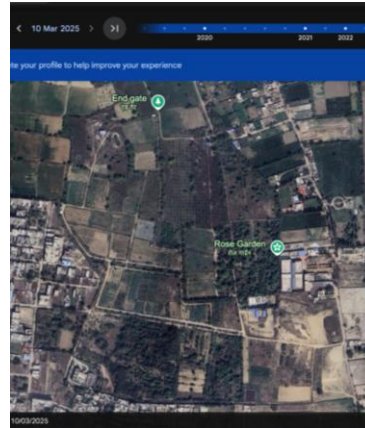 10 Mar 2025
2020 2021 2022
te your profile to help improve your experience
End gate
Rose Garden
10/03/2025